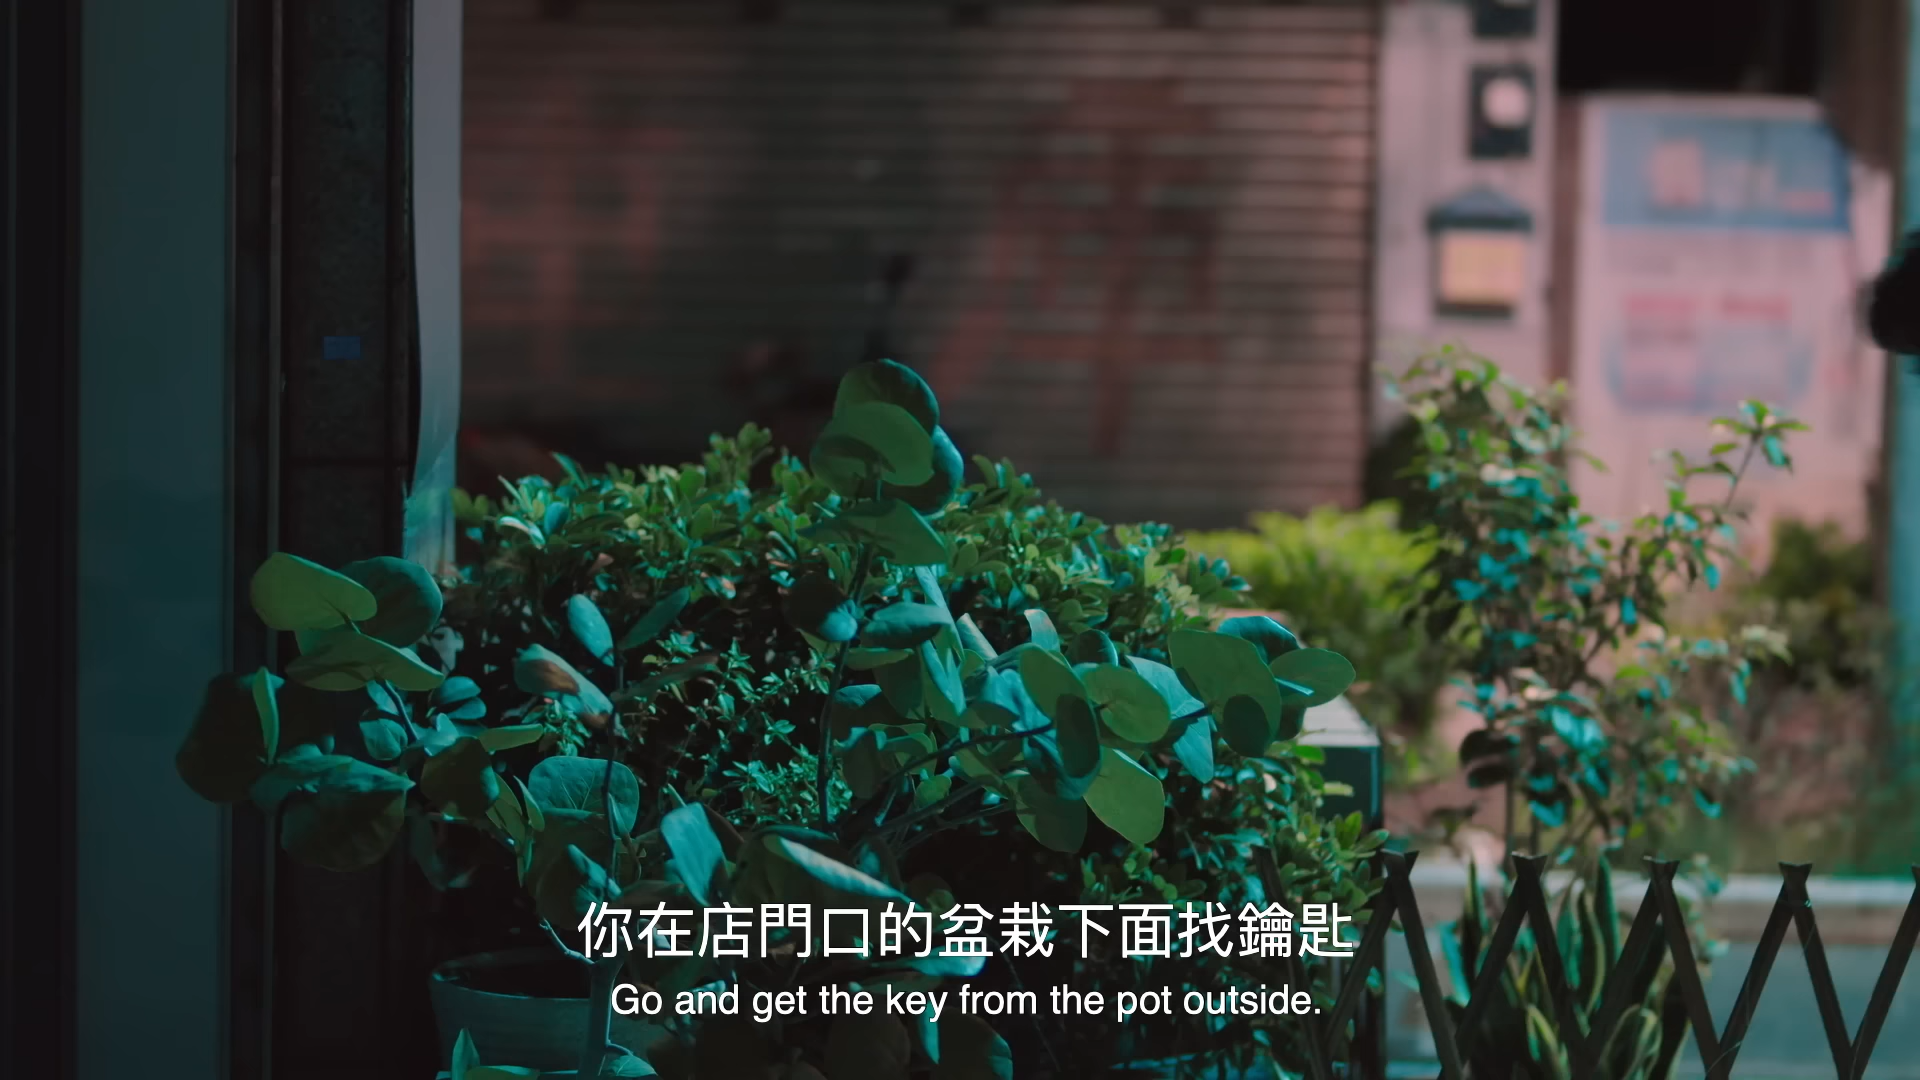 你在店門口的盆栽下面找鑰匙
Go and get the key from the pot outside.